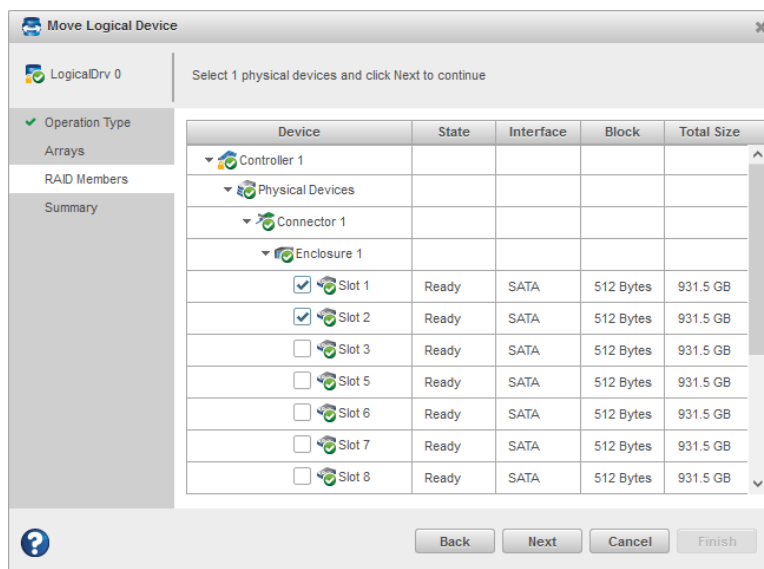 Move Logical Device
LogicalDrv 0
Select 1 physical devices and click Next to continue
Operation Type
Arrays
RAID Members
Summary
Device State Interface Block Total Size
Controller 1
Physical Devices
Connector 1
Enclosure 1
Slot 1 Ready SATA 512 Bytes 931.5 GB
Slot 2 Ready SATA 512 Bytes 931.5 GB
Slot 3 Ready SATA 512 Bytes 931.5 GB
Slot 5 Ready SATA 512 Bytes 931.5 GB
Slot 6 Ready SATA 512 Bytes 931.5 GB
Slot 7 Ready SATA 512 Bytes 931.5 GB
Slot 8 Ready SATA 512 Bytes 931.5 GB
? Back Next Cancel Finish